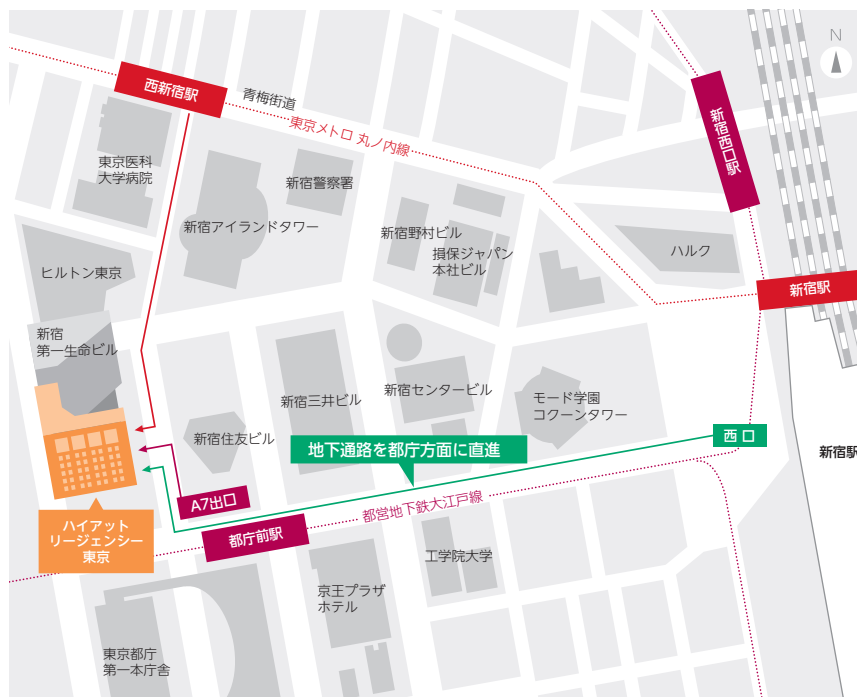 N
西新宿駅
青梅街道
東京メトロ 丸ノ内線
新宿西口駅
東京医科
大学病院
新宿警察署
新宿アイランドタワー
新宿野村ビル
損保ジャパン
本社ビル
ハルク
ヒルトン東京
新宿駅
新宿
第一生命ビル
新宿三井ビル
新宿センタービル
モード学園
コクーンタワー
新宿住友ビル
西口
地下通路を都庁方面に直進
新宿駅
A7出口
都営地下鉄大江戸線
ハイアット
リージェンシー
東京
都庁前駅
工学院大学
京王プラザ
ホテル
東京都庁
第一本庁舎